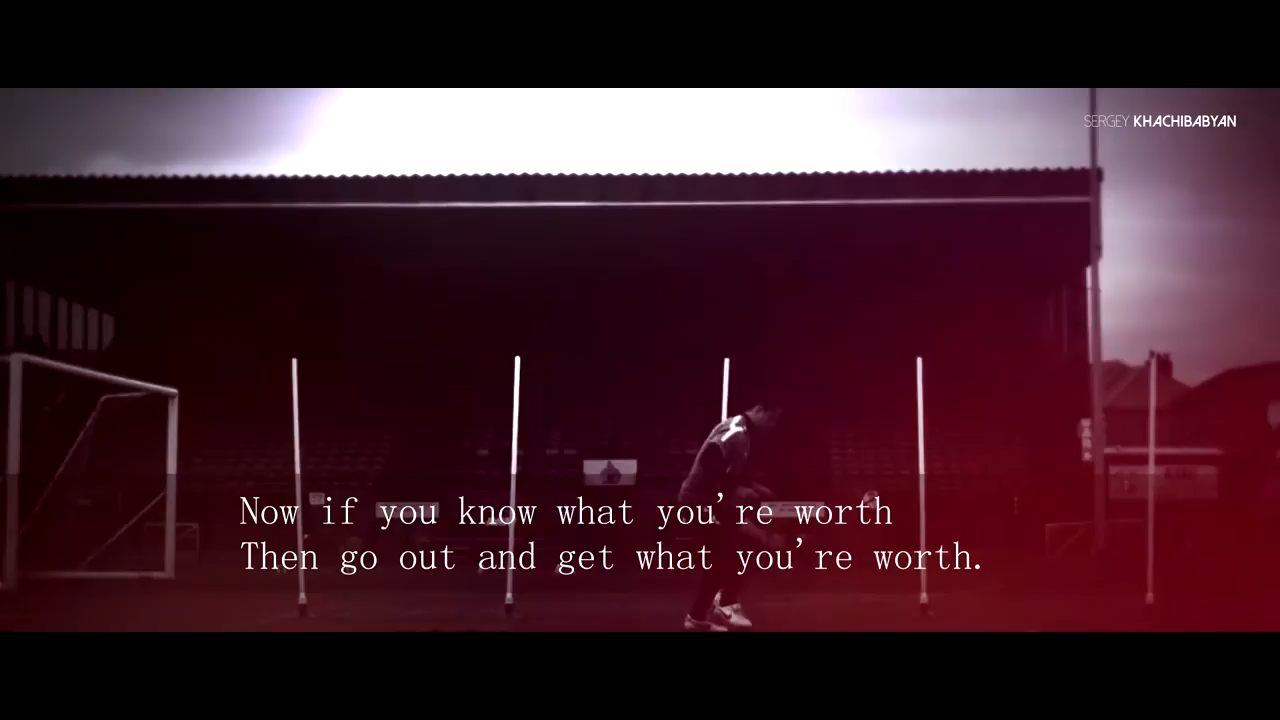 SERGEY KHACHIBABYAN
Now if you know what you're worth
Then go out and get what you're worth.